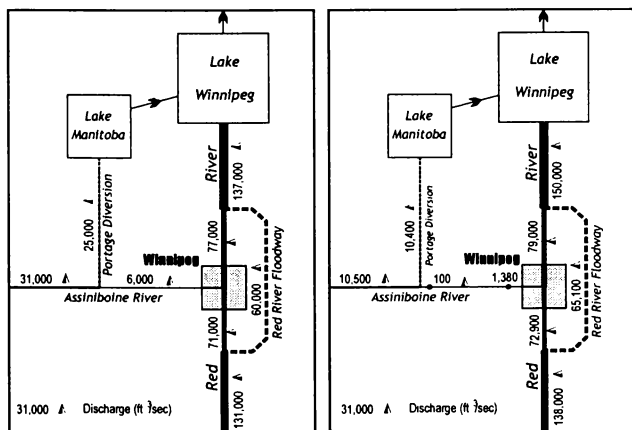 Lake
Winnipeg
Lake
Manitoba
River
137,000
25,000
Portage Diversion
77,000
Winnipeg
31,000
6,000
Assiniboine River
60,000
Red River Floodway
71,000
Red
131,000
31,000 Discharge (ft³/sec)
Lake
Winnipeg
Lake
Manitoba
River
150,000
10,400
Portage Diversion
79,000
Winnipeg
10,500
100
1,380
Assiniboine River
65,100
Red River Floodway
72,900
Red
138,000
31,000 Discharge (ft³/sec)